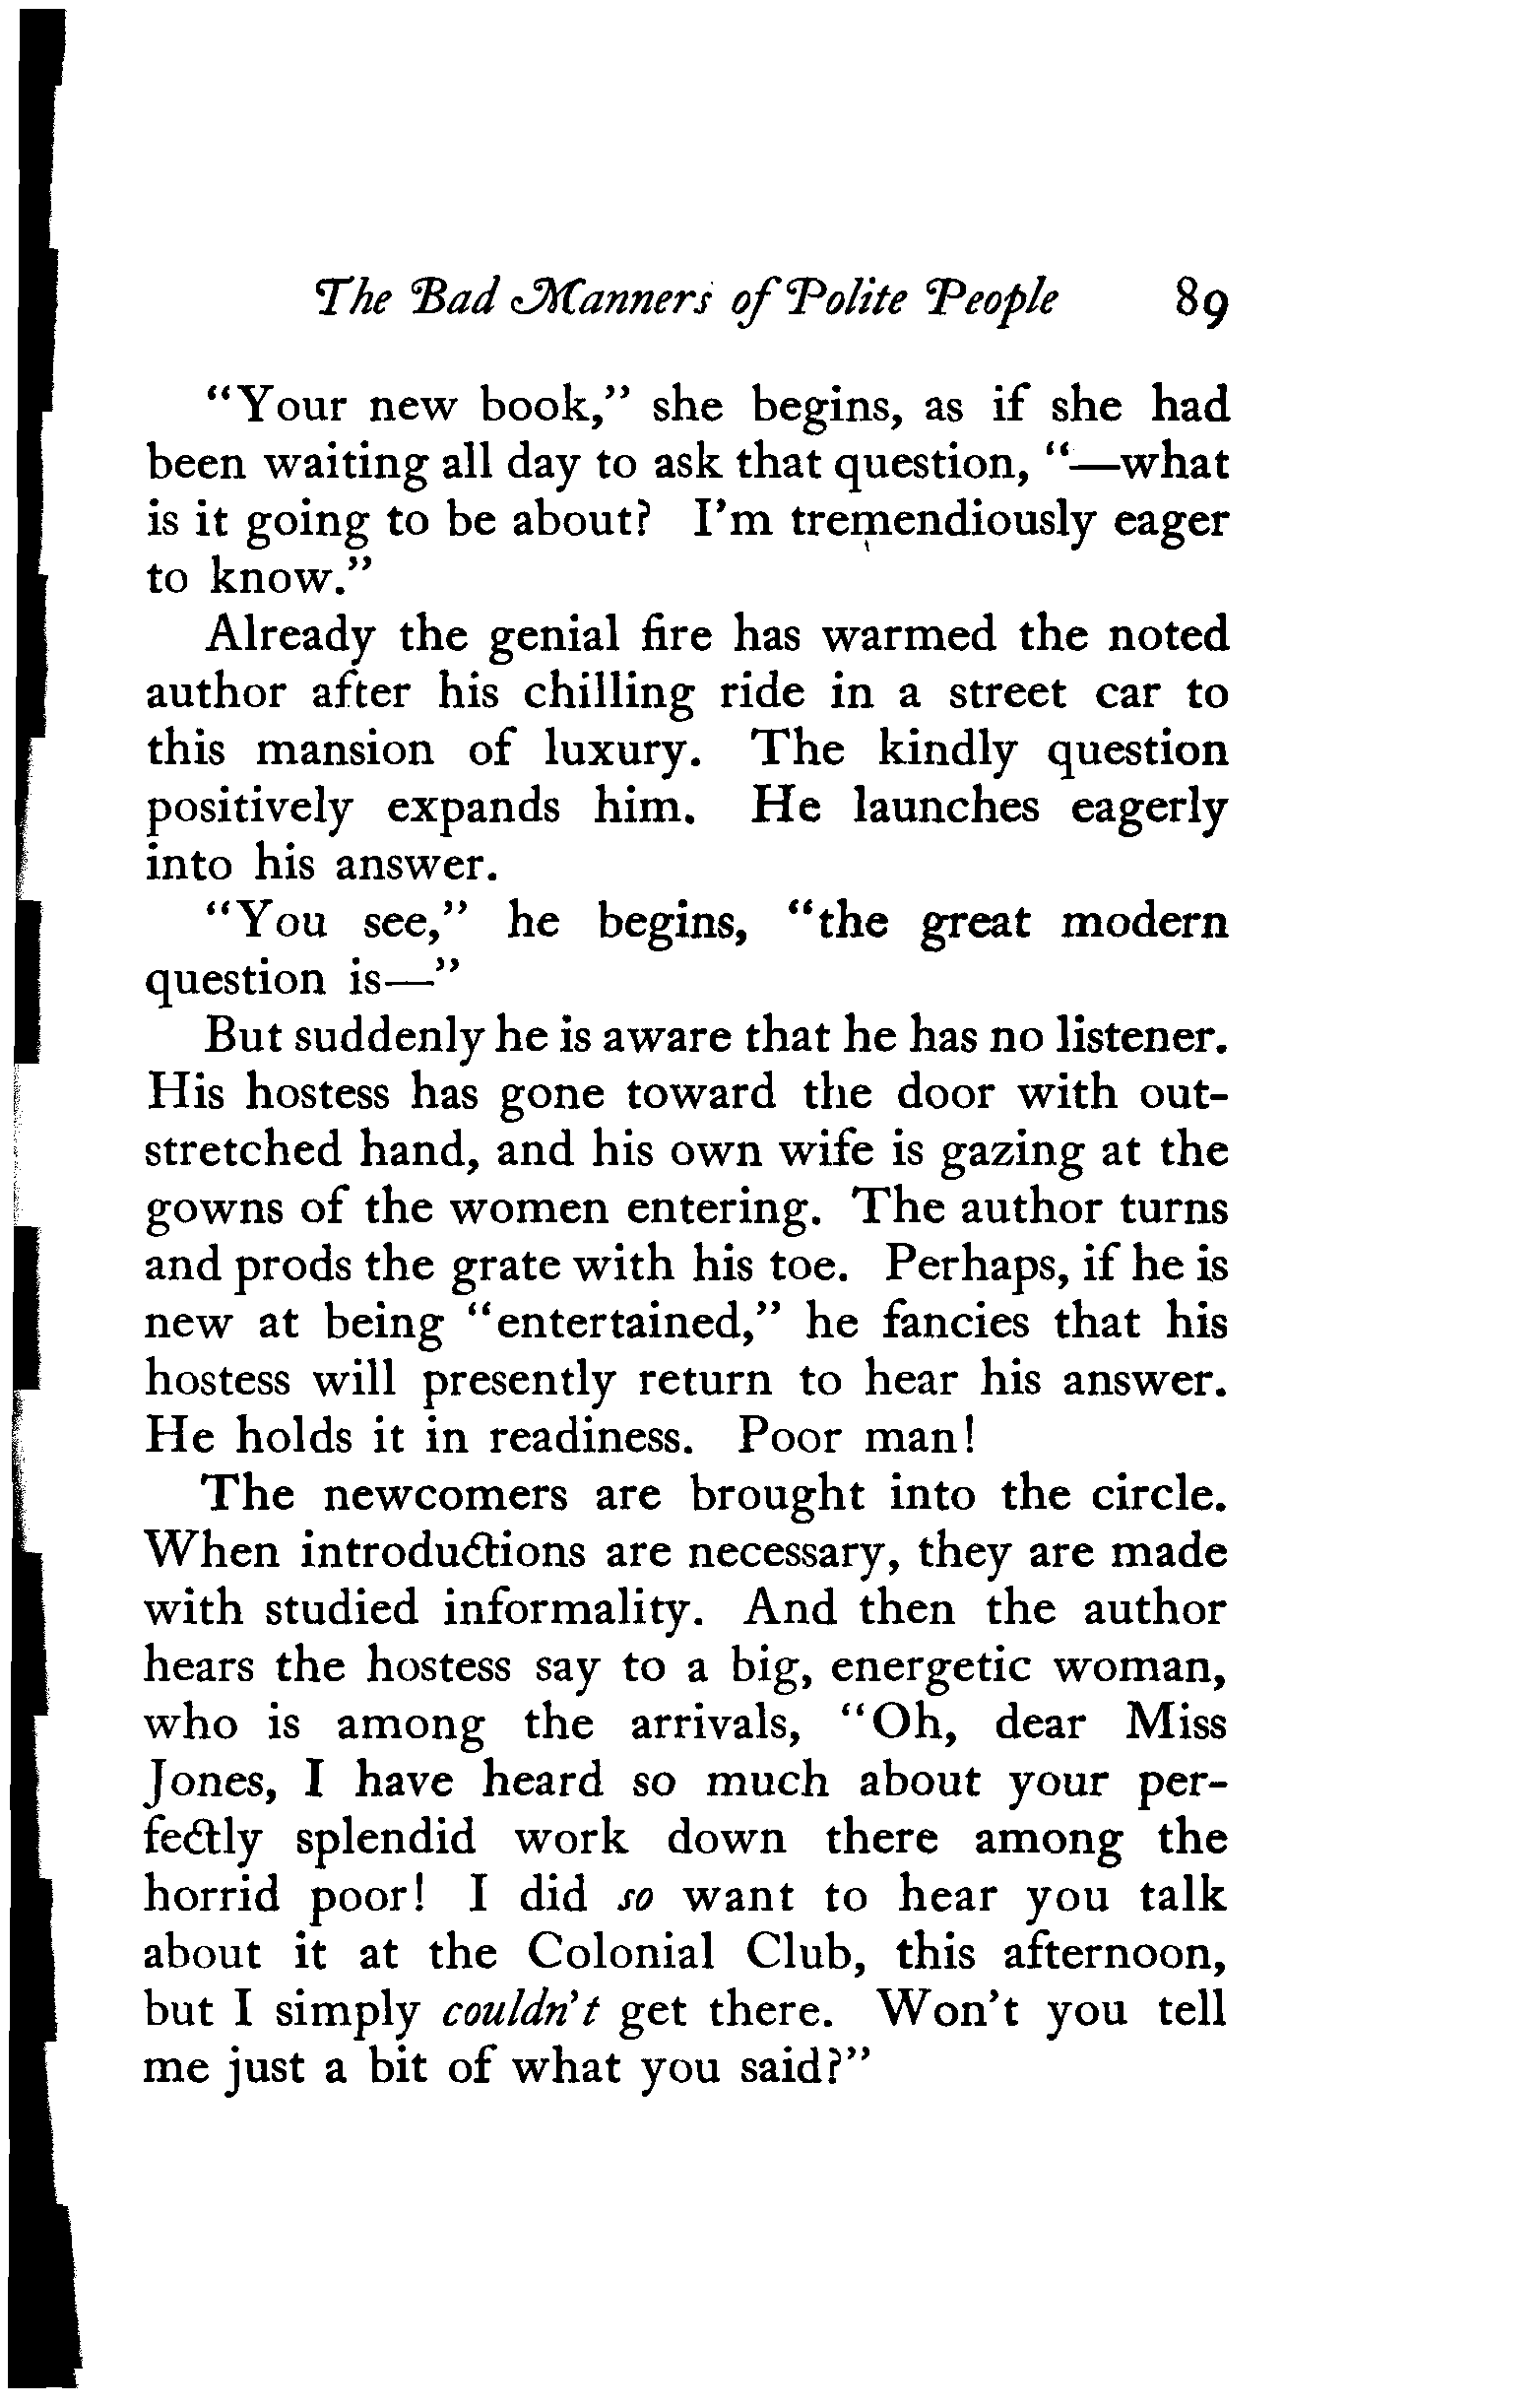 The Bad Manners of Polite People 89
"Your new book," she begins, as if she had
been waiting all day to ask that question, "—what
is it going to be about? I'm tremendiously eager
to know."
Already the genial fire has warmed the noted
author after his chilling ride in a street car to
this mansion of luxury. The kindly question
positively expands him. He launches eagerly
into his answer.
"You see," he begins, "the great modern
question is—"
But suddenly he is aware that he has no listener.
His hostess has gone toward the door with out-
stretched hand, and his own wife is gazing at the
gowns of the women entering. The author turns
and prods the grate with his toe. Perhaps, if he is
new at being "entertained," he fancies that his
hostess will presently return to hear his answer.
He holds it in readiness. Poor man!
The newcomers are brought into the circle.
When introductions are necessary, they are made
with studied informality. And then the author
hears the hostess say to a big, energetic woman,
who is among the arrivals, "Oh, dear Miss
Jones, I have heard so much about your per-
fectly splendid work down there among the
horrid poor! I did so want to hear you talk
about it at the Colonial Club, this afternoon,
but I simply couldn't get there. Won't you tell
me just a bit of what you said?"